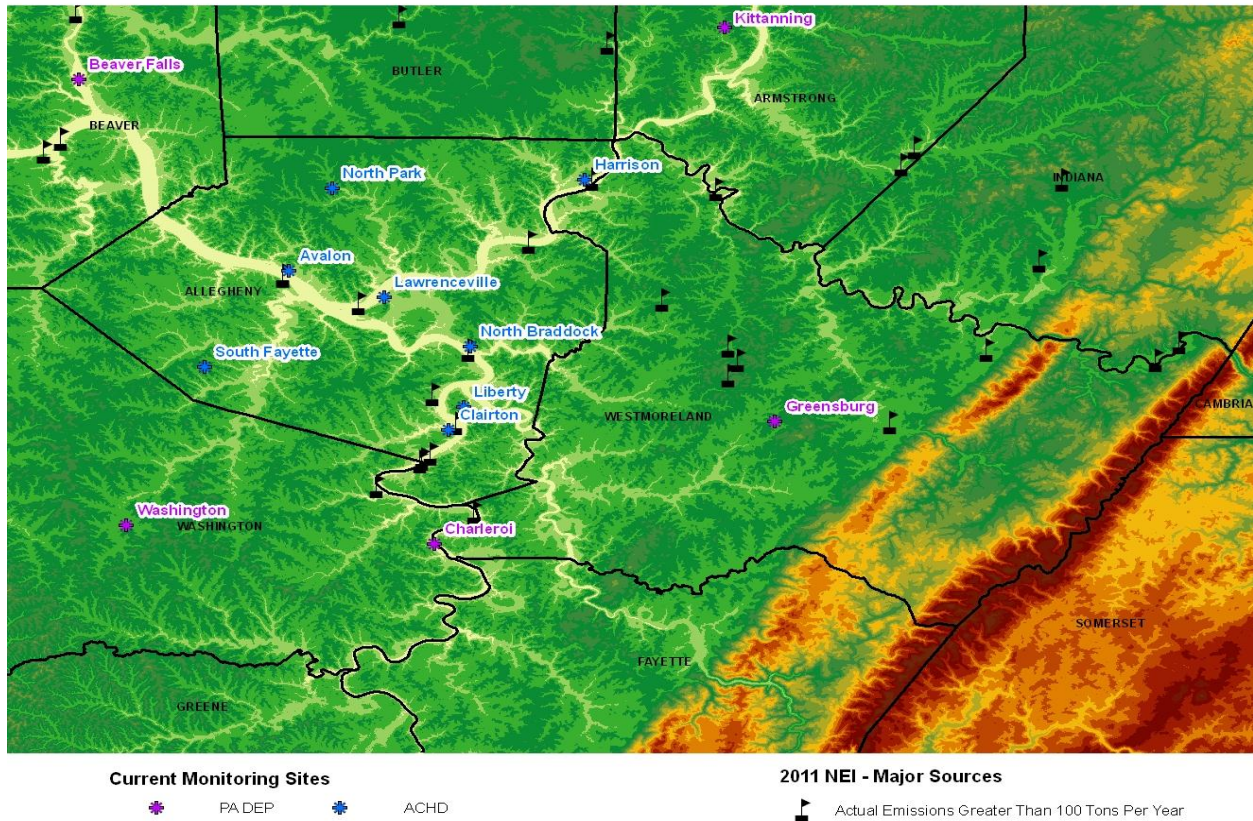 Kittanning
Beaver Falls
BUTLER
ARMSTRONG
BEAVER
Harrison
North Park
INDIANA
Avalon
ALLEGHENY
Lawrenceville
North Braddock
South Fayette
Liberty
Clairton
WESTMORELAND
Greensburg
CAMBRIA
Washington
WASHINGTON
Charleroi
SOMERSET
FAYETTE
GREENE
Current Monitoring Sites
PA DEP ACHD
2011 NEI - Major Sources
Actual Emissions Greater Than 100 Tons Per Year